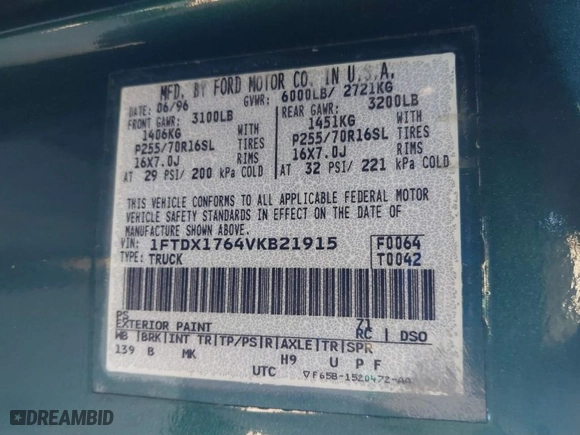 MFD. BY FORD MOTOR CO. IN U.S.A.
DATE: 06/96 GVWR: 6000LB/ 2721KG
FRONT GAWR: 3100LB REAR GAWR: 3200LB
1406KG WITH 1451KG WITH
P255/70R16SL TIRES P255/70R16SL TIRES
16X7.0J RIMS 16X7.0J RIMS
AT 29 PSI/ 200 kPa COLD AT 32 PSI/ 221 kPa COLD
THIS VEHICLE CONFORMS TO ALL APPLICABLE FEDERAL MOTOR
VEHICLE SAFETY STANDARDS IN EFFECT ON THE DATE OF
MANUFACTURE SHOWN ABOVE.
VIN: 1FTDX1764VKB21915 F0064
TYPE: TRUCK T0042
PS
EXTERIOR PAINT 71 RC DSO
WB BRK INT TR TP/PS R AXLE TR SPR
139 B MK H9 U P F
UTC ▽F65B-1520472-AA
DREAMBID